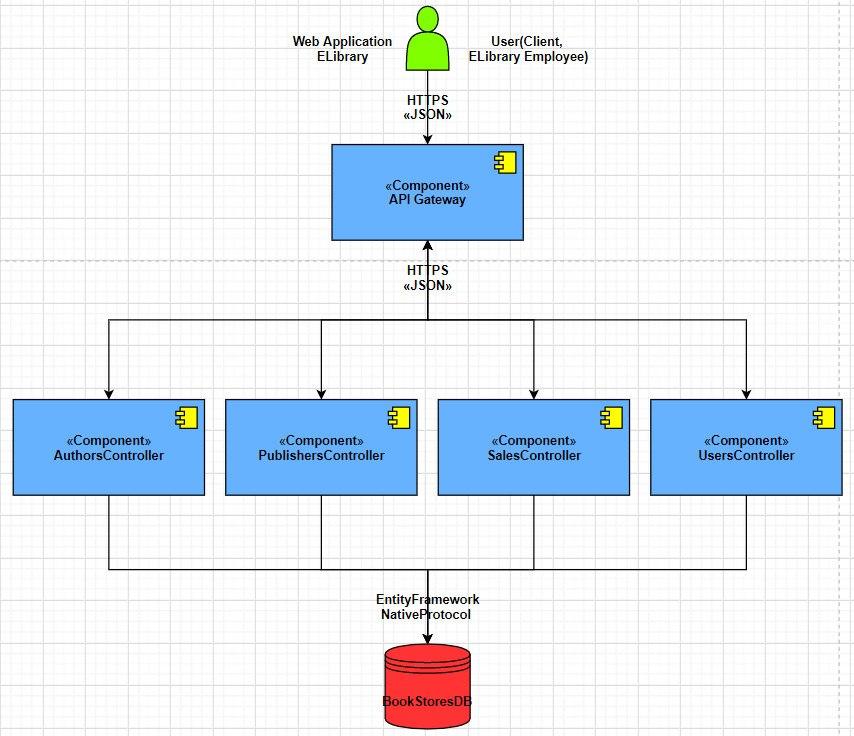 Web Application
ELibrary
User(Client,
ELibrary Employee)
HTTPS
«JSON»
«Component»
API Gateway
HTTPS
«JSON»
«Component»
AuthorsController
«Component»
PublishersController
«Component»
SalesController
«Component»
UsersController
EntityFramework
NativeProtocol
BookStoresDB